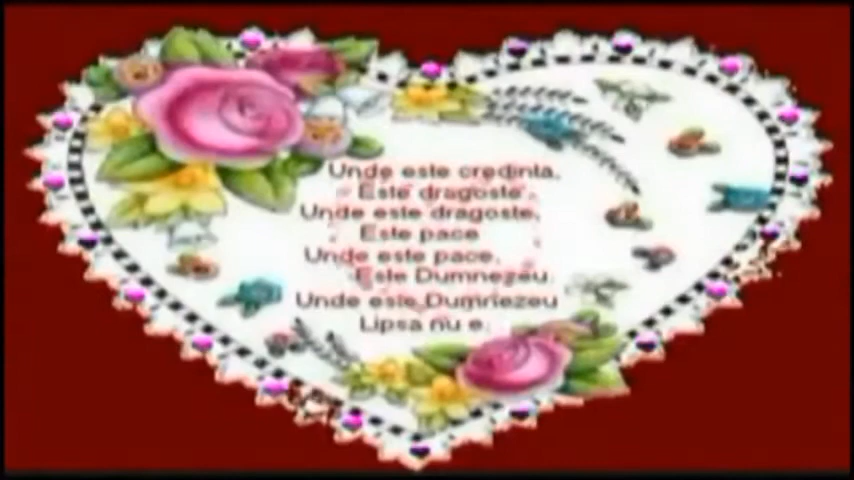 Unde este credinta,
Este dragoste.
Unde este dragoste,
Este pace
Unde este pace,
Este Dumnezeu.
Unde este Dumnezeu
Lipsa nu e.